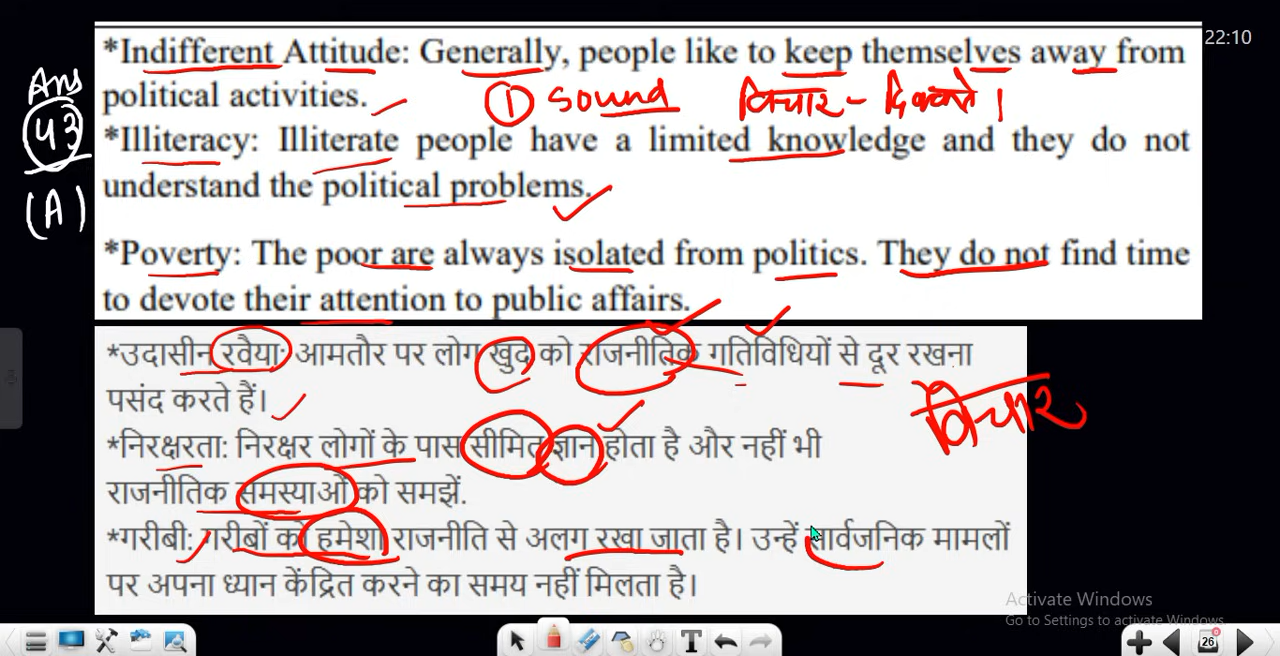 22:10
*Indifferent Attitude: Generally, people like to keep themselves away from
political activities.
① Sound विचार - दिक्कते।
Ans
43
(A)
*Illiteracy: Illiterate people have a limited knowledge and they do not
understand the political problems.
*Poverty: The poor are always isolated from politics. They do not find time
to devote their attention to public affairs.
*उदासीन रवैया: आमतौर पर लोग खुद को राजनीतिक गतिविधियों से दूर रखना
पसंद करते हैं।
विचार
*निरक्षरता: निरक्षर लोगों के पास सीमित ज्ञान होता है और नहीं भी
राजनीतिक समस्याओं को समझें.
*गरीबी: गरीबों को हमेशा राजनीति से अलग रखा जाता है। उन्हें सार्वजनिक मामलों
पर अपना ध्यान केंद्रित करने का समय नहीं मिलता है।
Activate Windows
Go to Settings to activate Windows.
T
26